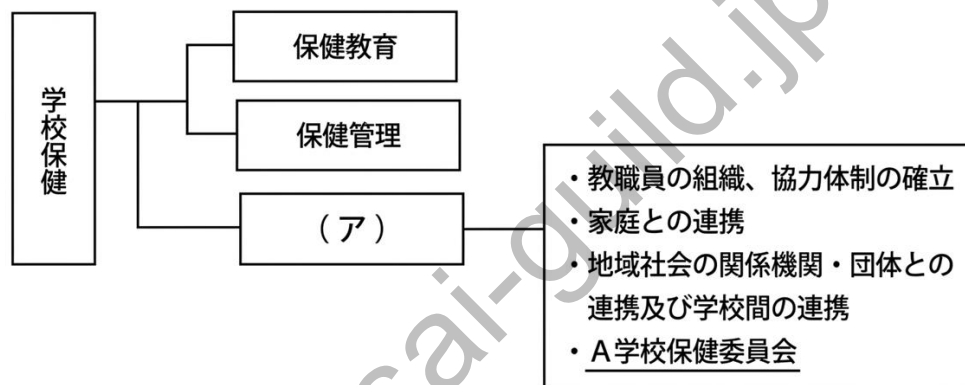 学校保健
保健教育
保健管理
(ア)
・教職員の組織、協力体制の確立
・家庭との連携
・地域社会の関係機関・団体との
連携及び学校間の連携
・A学校保健委員会
sai-guild.jp